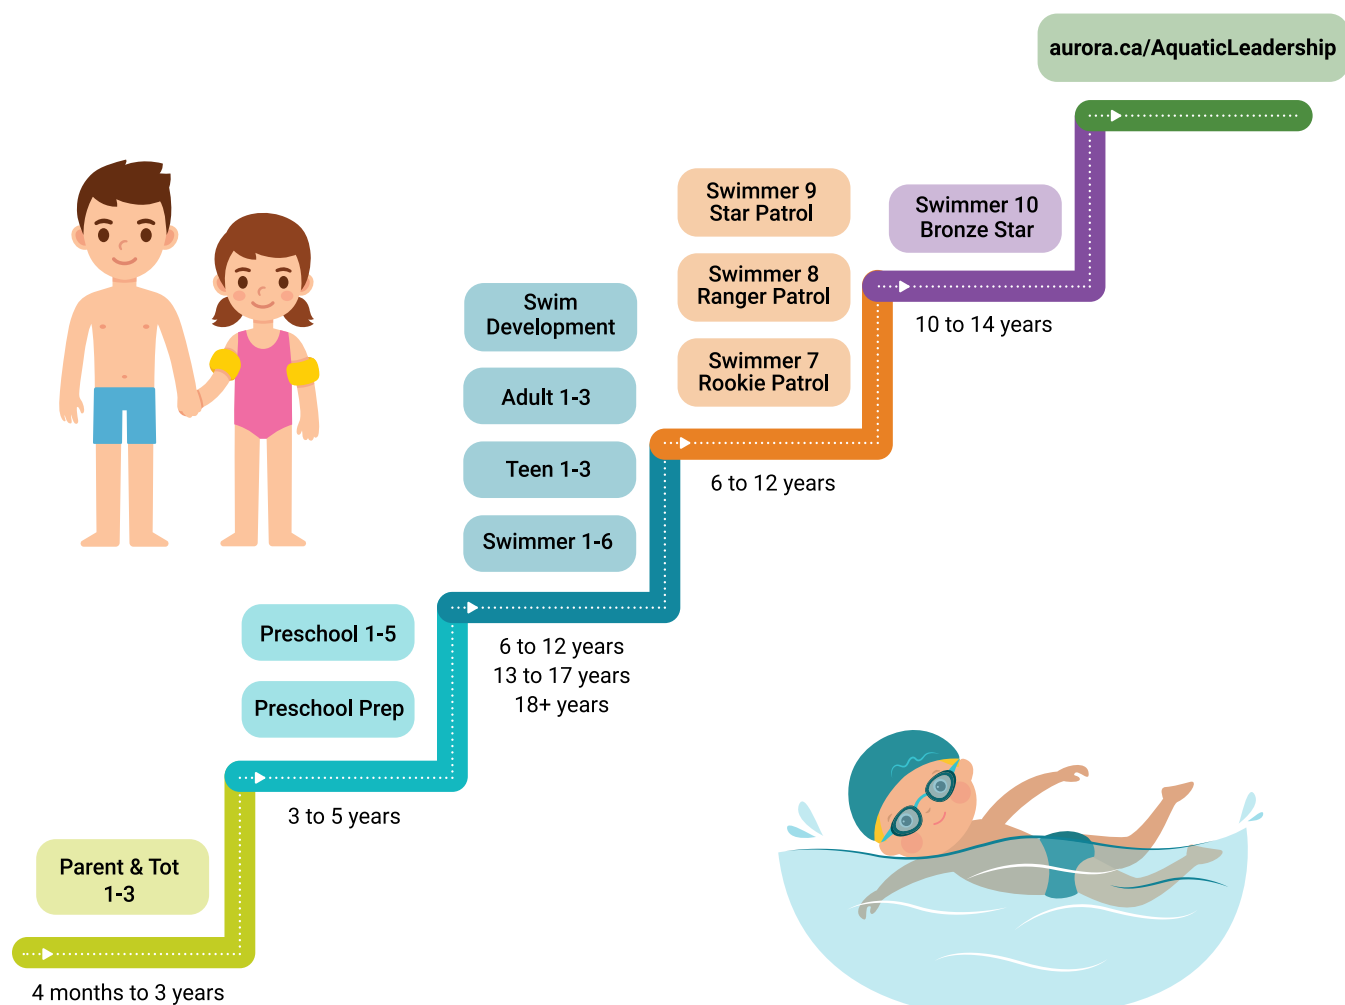 aurora.ca/AquaticLeadership
Swimmer 10
Bronze Star
10 to 14 years
Swimmer 9
Star Patrol
Swimmer 8
Ranger Patrol
Swimmer 7
Rookie Patrol
6 to 12 years
Swim
Development
Adult 1-3
Teen 1-3
Swimmer 1-6
6 to 12 years
13 to 17 years
18+ years
Preschool 1-5
Preschool Prep
3 to 5 years
Parent & Tot
1-3
4 months to 3 years